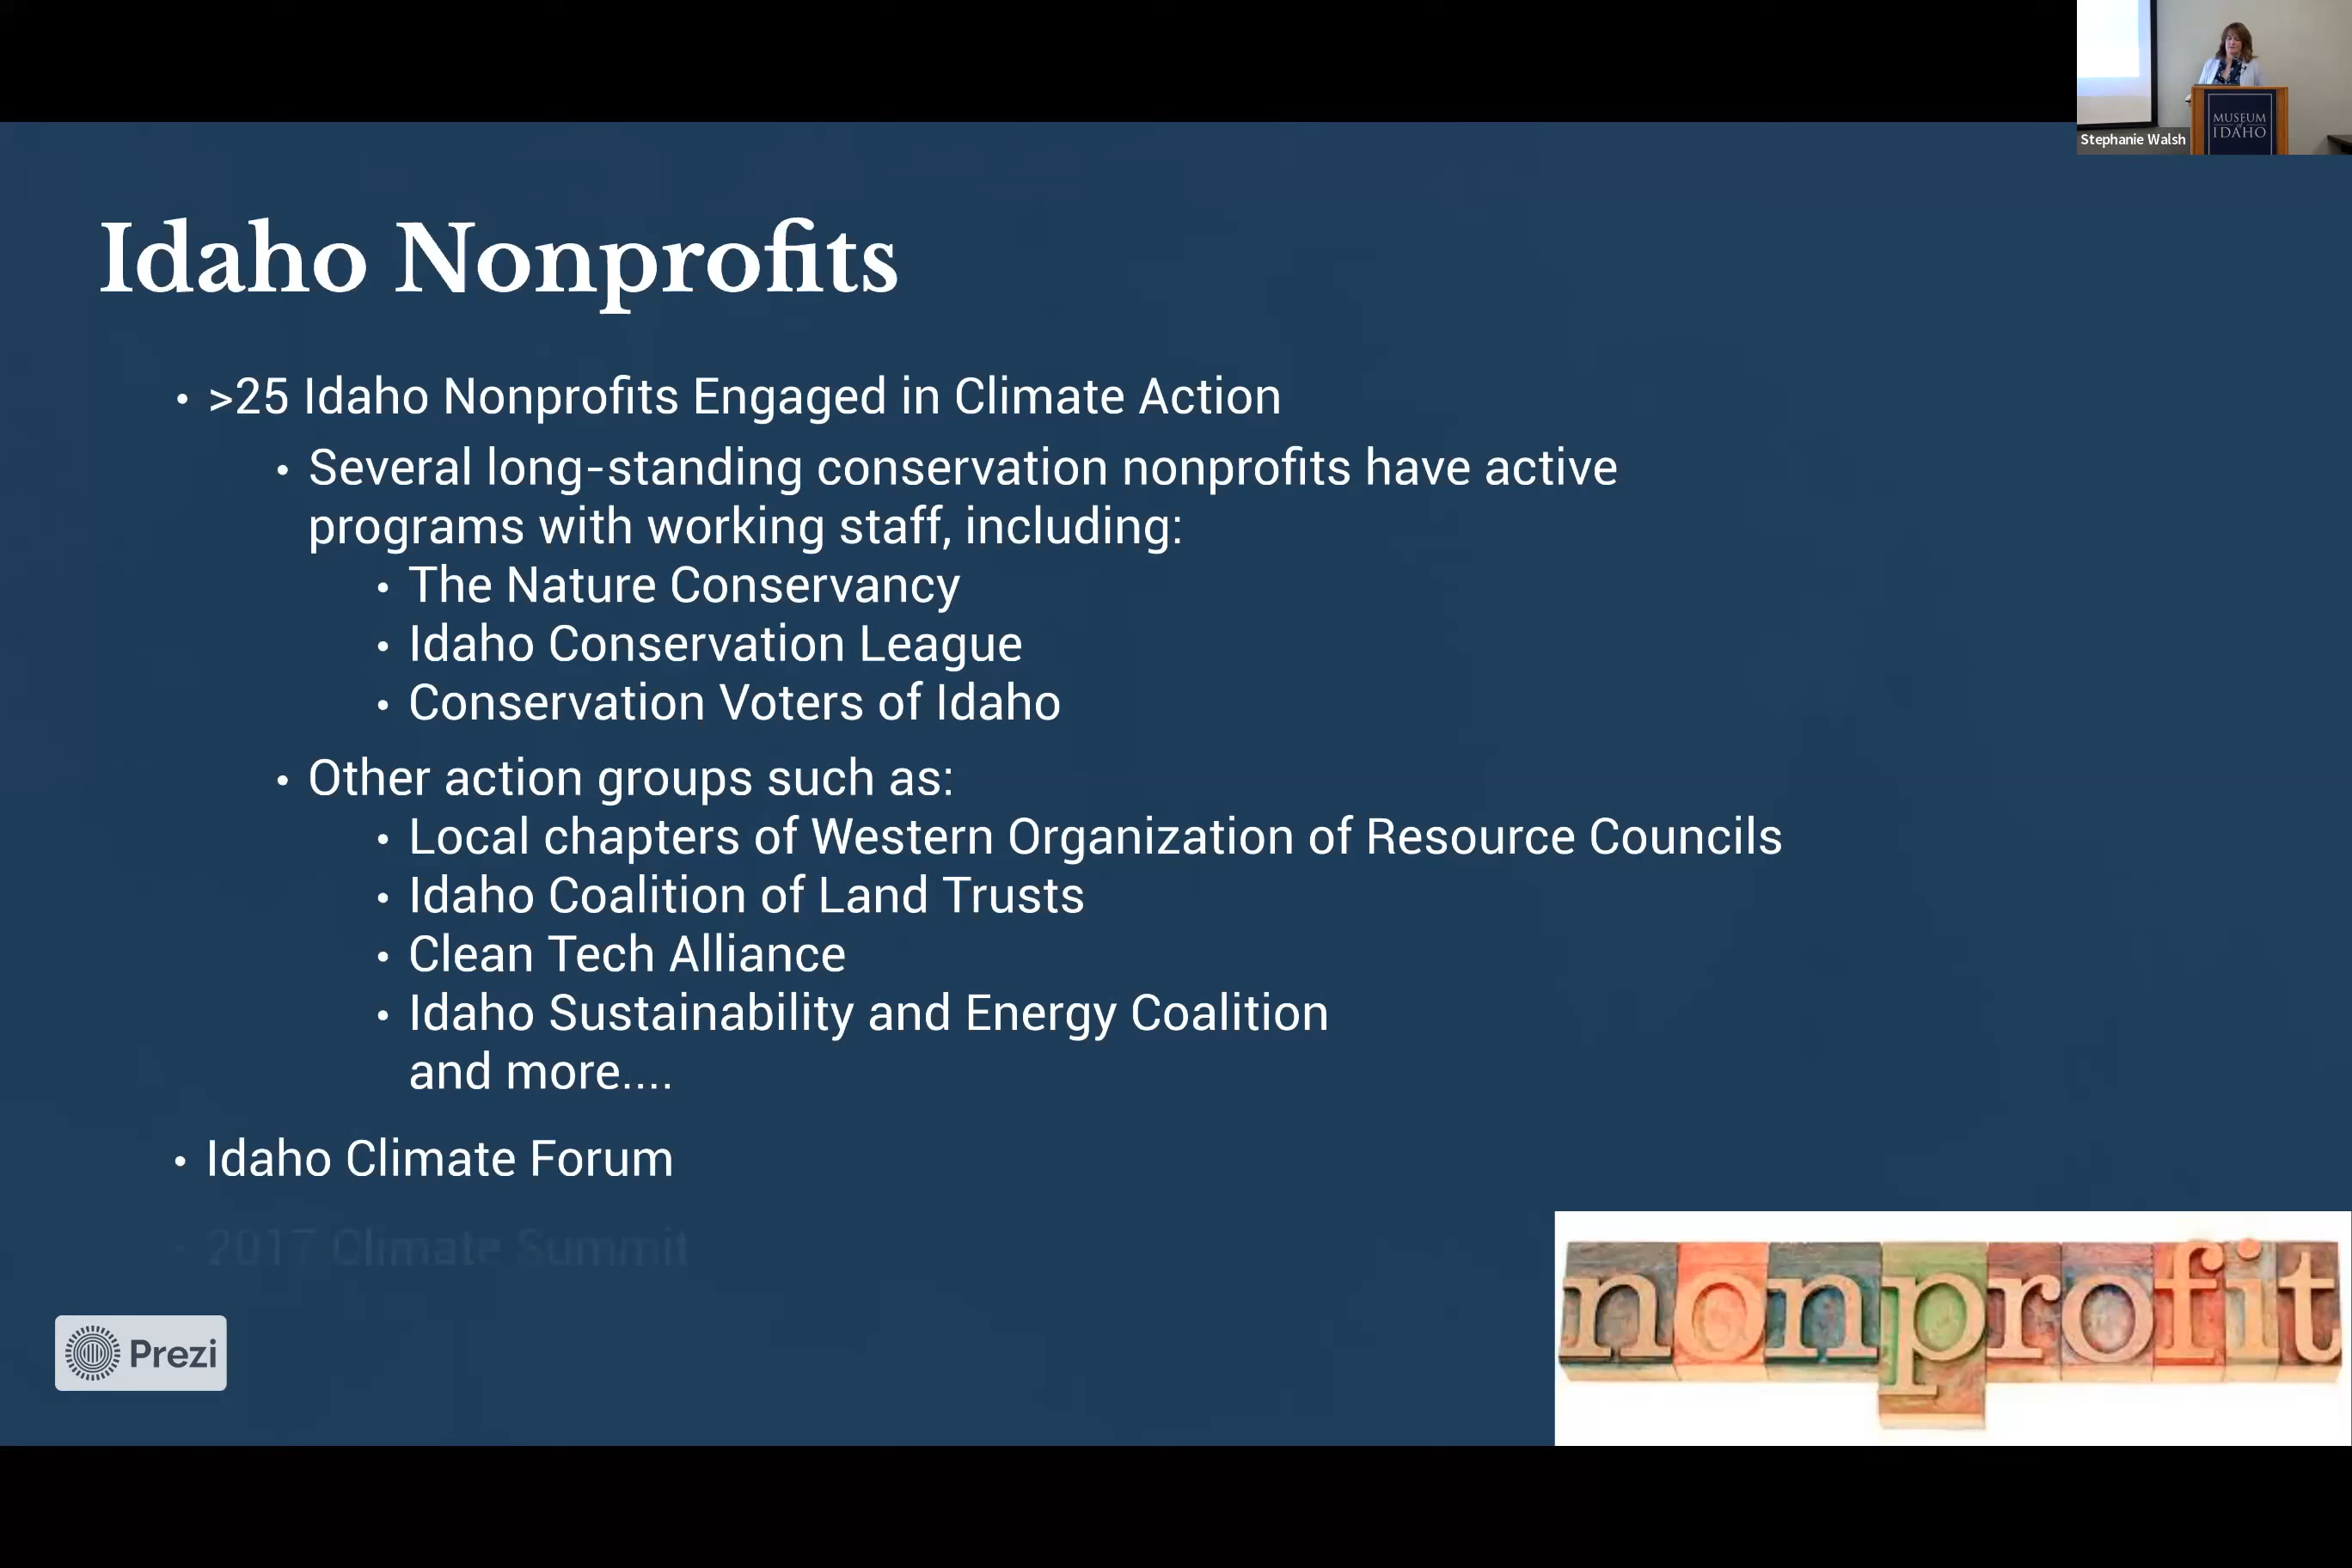 MUSEUM
of
IDAHO
Stephanie Walsh
Idaho Nonprofits
• >25 Idaho Nonprofits Engaged in Climate Action
• Several long-standing conservation nonprofits have active
programs with working staff, including:
• The Nature Conservancy
• Idaho Conservation League
• Conservation Voters of Idaho
• Other action groups such as:
• Local chapters of Western Organization of Resource Councils
• Idaho Coalition of Land Trusts
• Clean Tech Alliance
• Idaho Sustainability and Energy Coalition
and more....
• Idaho Climate Forum
• 2017 Climate Summit
Prezi
nonprofit